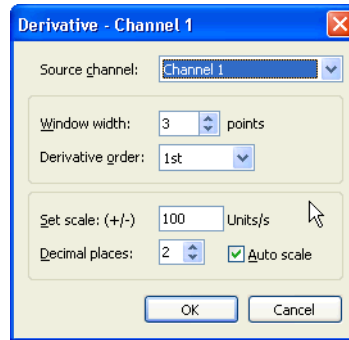 Derivative - Channel 1
Source channel: Channel 1
Window width: 3 points
Derivative order: 1st
Set scale: (+/-) 100 Units/s
Decimal places: 2 Auto scale
OK Cancel